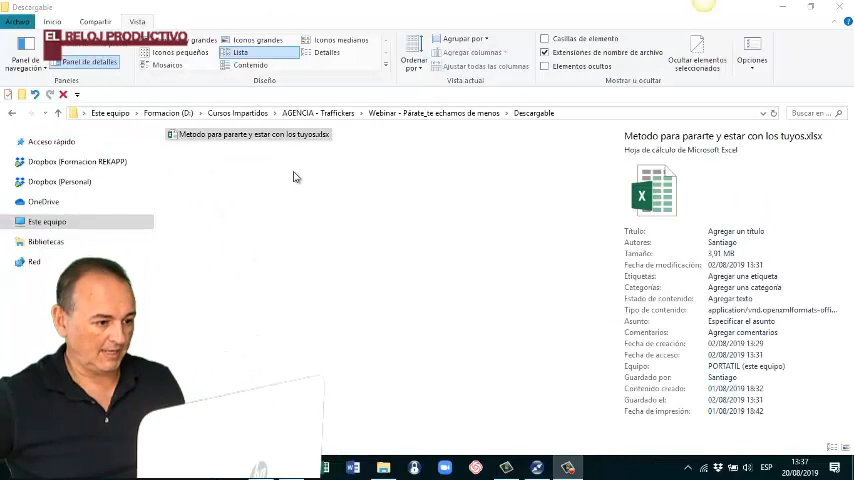 Descargable
Archivo Inicio Compartir Vista
EL RELOJ PRODUCTIVO
Panel de navegación
Panel de detalles
Paneles
Iconos grandes Iconos medianos
Iconos pequeños Lista Detalles
Mosaicos Contenido
Diseño
Ordenar por
Agrupar por
Agregar columnas
Ajustar todas las columnas
Vista actual
Casillas de elemento
Extensiones de nombre de archivo
Elementos ocultos
Ocultar elementos seleccionados
Mostrar u ocultar
Opciones
Este equipo Formacion (D:) Cursos Impartidos AGENCIA - Traffickers Webinar - Párate_te echamos de menos Descargable
Buscar en ...
Acceso rápido
Dropbox (Formacion REKAPP)
Dropbox (Personal)
OneDrive
Este equipo
Bibliotecas
Red
Metodo para pararte y estar con los tuyos.xlsx
Metodo para pararte y estar con los tuyos.xlsx
Hoja de cálculo de Microsoft Excel
Título: Agregar un título
Autores: Santiago
Tamaño: 3,91 MB
Fecha de modificación: 02/08/2019 13:31
Etiquetas: Agregar una etiqueta
Categorías: Agregar una categoría
Estado de contenido: Agregar texto
Tipo de contenido: application/vnd.openxmlformats-offi...
Asunto: Especificar el asunto
Comentarios: Agregar comentarios
Fecha de creación: 02/08/2019 13:29
Fecha de acceso: 02/08/2019 13:31
Equipo: PORTATIL (este equipo)
Guardado por: Santiago
Contenido creado: 01/08/2019 18:32
Guardado el: 02/08/2019 13:31
Fecha de impresión: 01/08/2019 18:42
hp
ESP
13:37
20/08/2019